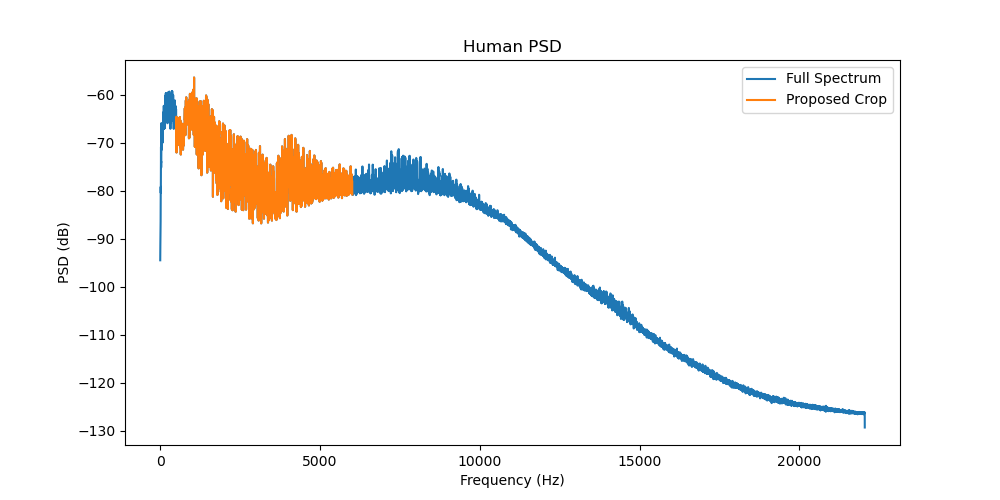 Human PSD
Full Spectrum
Proposed Crop
PSD (dB)
−60
−70
−80
−90
−100
−110
−120
−130
0 5000 10000 15000 20000
Frequency (Hz)